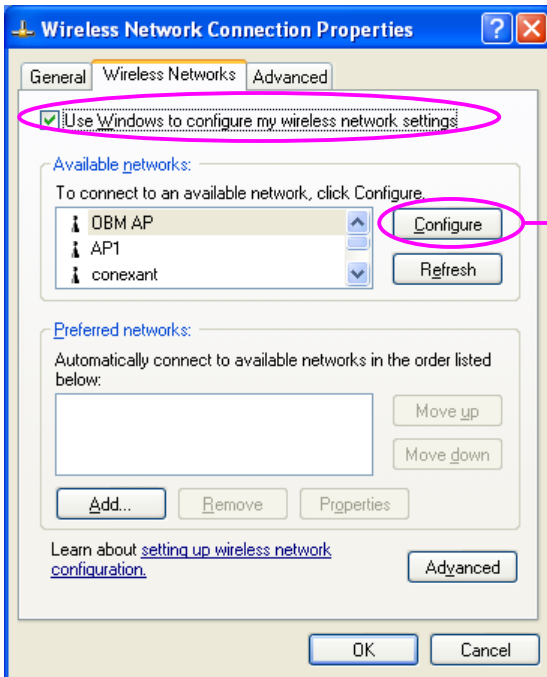 Wireless Network Connection Properties
General Wireless Networks Advanced
Use Windows to configure my wireless network settings
Available networks:
To connect to an available network, click Configure.
OBM AP
AP1
conexant
Configure
Refresh
Preferred networks:
Automatically connect to available networks in the order listed
below:
Move up
Move down
Add... Remove Properties
Learn about setting up wireless network
configuration.
Advanced
OK Cancel